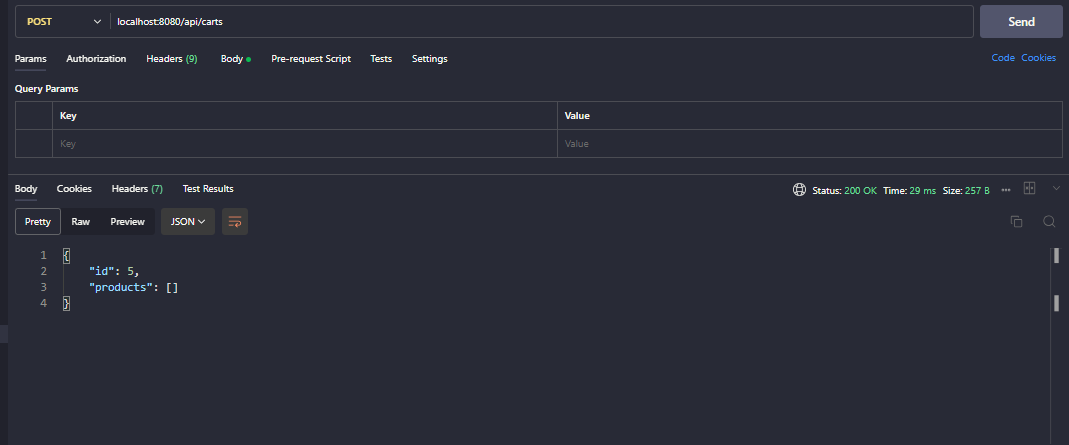 POST localhost:8080/api/carts Send
Params Authorization Headers (9) Body Pre-request Script Tests Settings Code Cookies
Query Params
Key Value
Key Value
Body Cookies Headers (7) Test Results Status: 200 OK Time: 29 ms Size: 257 B
Pretty Raw Preview JSON
1 {
2 "id": 5,
3 "products": []
4 }